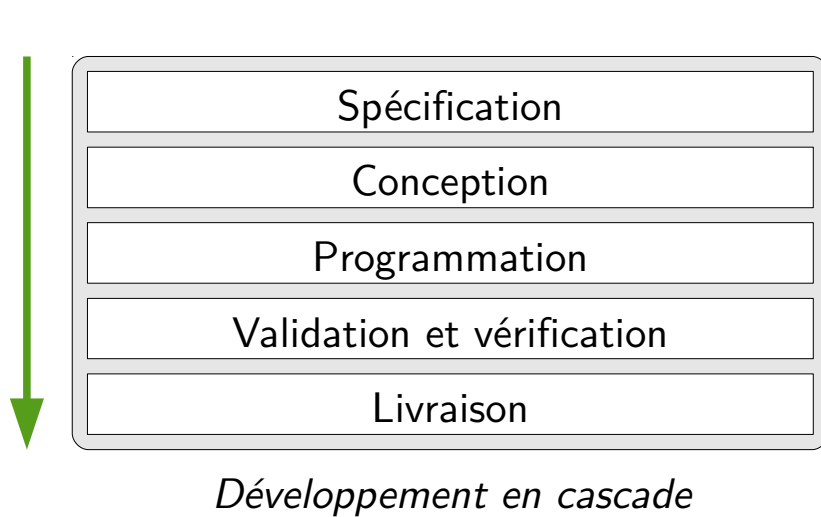 Spécification
Conception
Programmation
Validation et vérification
Livraison
Développement en cascade